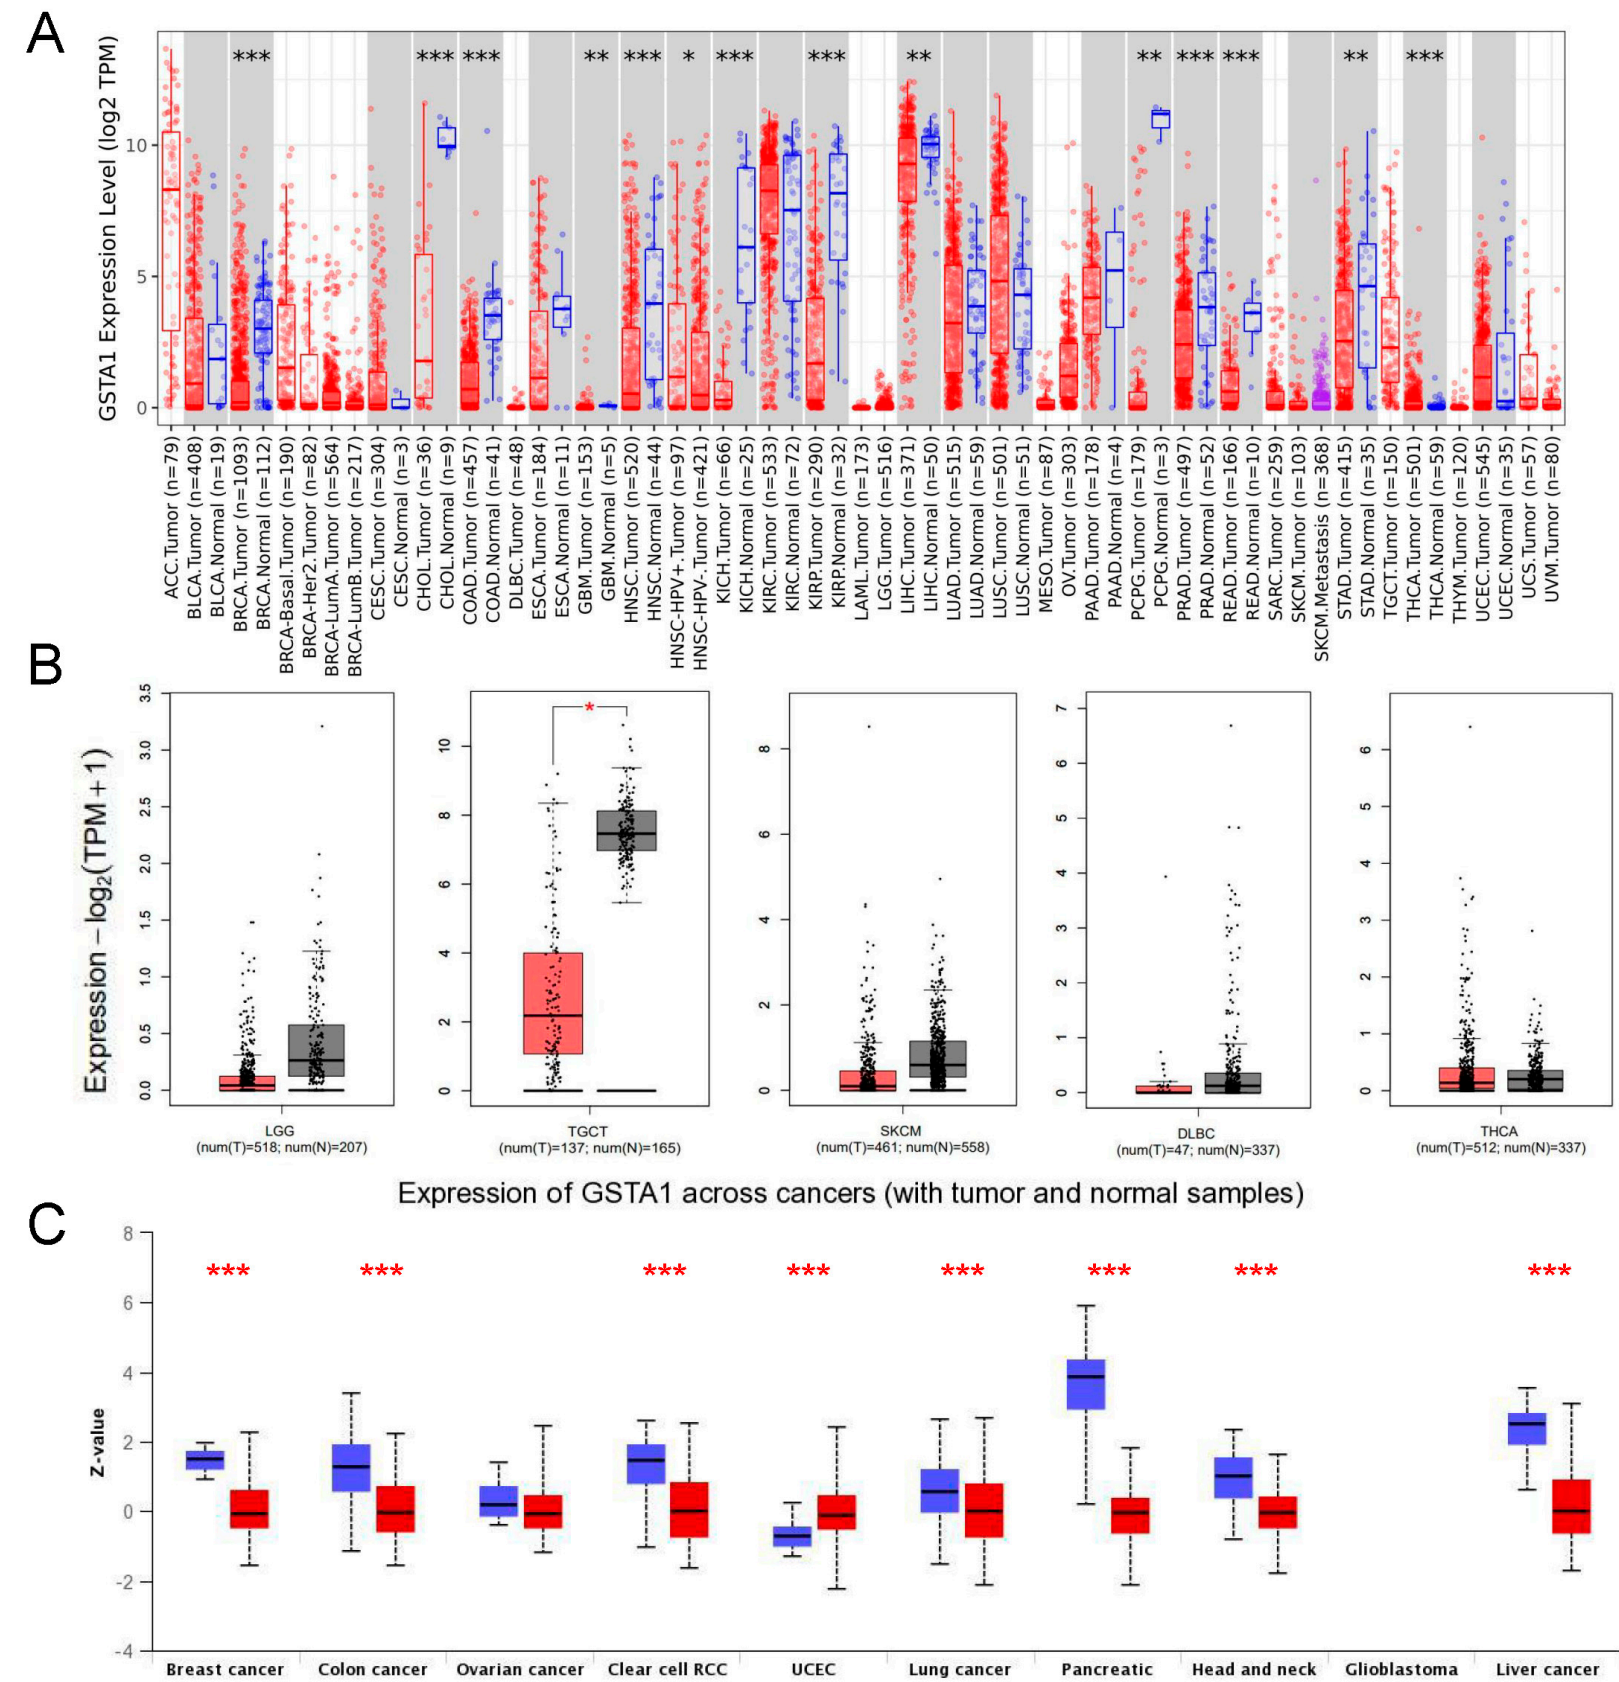 A
GSTA1 Expression Level (log2 TPM)
*** *** *** ** *** * *** *** ** ** *** *** ** ***
10
5
0
ACC.Tumor (n=79)
BLCA.Tumor (n=408)
BLCA.Normal (n=19)
BRCA.Tumor (n=1093)
BRCA.Normal (n=112)
BRCA-Basal.Tumor (n=190)
BRCA-Her2.Tumor (n=82)
BRCA-LumA.Tumor (n=564)
BRCA-LumB.Tumor (n=217)
CESC.Tumor (n=304)
CESC.Normal (n=3)
CHOL.Tumor (n=36)
CHOL.Normal (n=9)
COAD.Tumor (n=457)
COAD.Normal (n=41)
DLBC.Tumor (n=48)
ESCA.Tumor (n=184)
ESCA.Normal (n=11)
GBM.Tumor (n=153)
GBM.Normal (n=5)
HNSC.Tumor (n=520)
HNSC.Normal (n=44)
HNSC-HPV+.Tumor (n=97)
HNSC-HPV-.Tumor (n=421)
KICH.Tumor (n=66)
KICH.Normal (n=25)
KIRC.Tumor (n=533)
KIRC.Normal (n=72)
KIRP.Tumor (n=290)
KIRP.Normal (n=32)
LAML.Tumor (n=173)
LGG.Tumor (n=516)
LIHC.Tumor (n=371)
LIHC.Normal (n=50)
LUAD.Tumor (n=515)
LUAD.Normal (n=59)
LUSC.Tumor (n=501)
LUSC.Normal (n=51)
MESO.Tumor (n=87)
OV.Tumor (n=303)
PAAD.Tumor (n=178)
PAAD.Normal (n=4)
PCPG.Tumor (n=179)
PCPG.Normal (n=3)
PRAD.Tumor (n=497)
PRAD.Normal (n=52)
READ.Tumor (n=166)
READ.Normal (n=10)
SARC.Tumor (n=259)
SKCM.Tumor (n=103)
SKCM.Metastasis (n=368)
STAD.Tumor (n=415)
STAD.Normal (n=35)
TGCT.Tumor (n=150)
THCA.Tumor (n=501)
THCA.Normal (n=59)
THYM.Tumor (n=120)
UCEC.Tumor (n=545)
UCEC.Normal (n=35)
UCS.Tumor (n=57)
UVM.Tumor (n=80)
B
Expression – log₂(TPM + 1)
3.5
3.0
2.5
2.0
1.5
1.0
0.5
0.0
LGG
(num(T)=518; num(N)=207)
*
10
8
6
4
2
0
TGCT
(num(T)=137; num(N)=165)
8
6
4
2
0
SKCM
(num(T)=461; num(N)=558)
7
6
5
4
3
2
1
0
DLBC
(num(T)=47; num(N)=337)
6
5
4
3
2
1
0
THCA
(num(T)=512; num(N)=337)
C
Expression of GSTA1 across cancers (with tumor and normal samples)
Z-value
8
6
4
2
0
-2
-4
*** *** *** *** *** *** *** ***
Breast cancer
Colon cancer
Ovarian cancer
Clear cell RCC
UCEC
Lung cancer
Pancreatic
Head and neck
Glioblastoma
Liver cancer